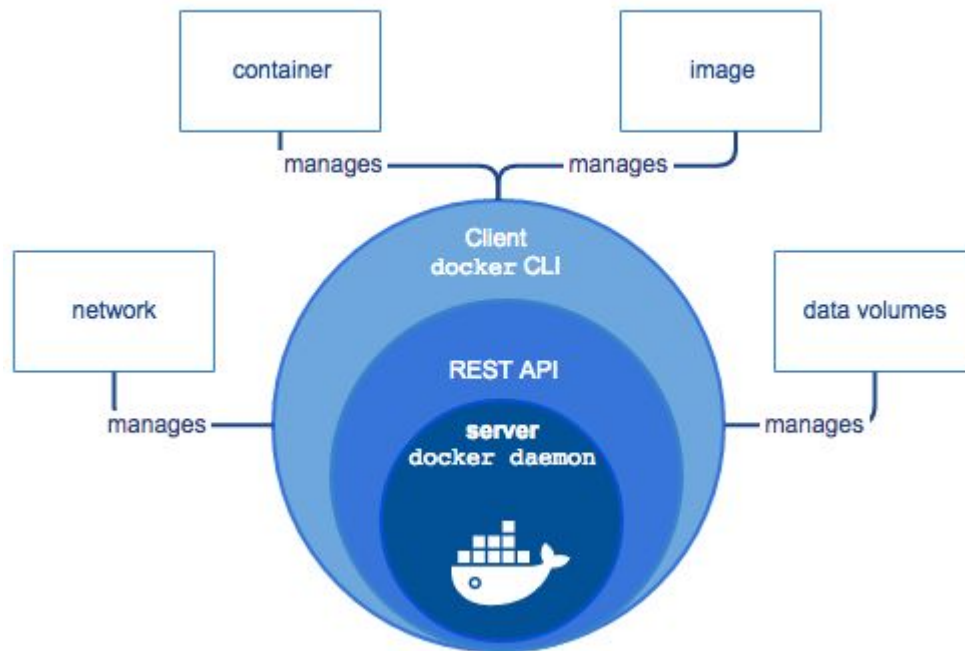 container
image
manages
manages
Client
docker CLI
network
data volumes
REST API
manages
manages
server
docker daemon